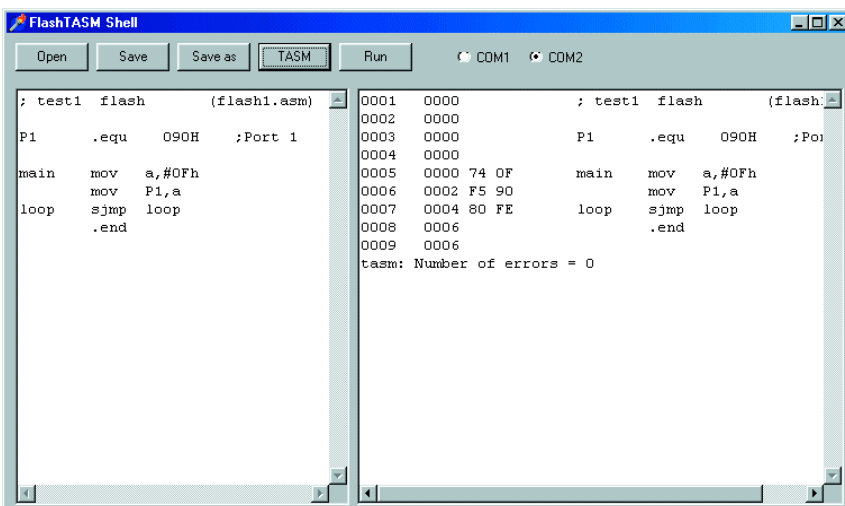 FlashTASM Shell
Open Save Save as TASM Run COM1 COM2
; test1 flash (flash1.asm)
P1 .equ 090H ;Port 1
main mov a,#0Fh
mov P1,a
loop sjmp loop
.end
0001 0000 ; test1 flash (flash
0002 0000
0003 0000 P1 .equ 090H ;Por
0004 0000
0005 0000 74 0F main mov a,#0Fh
0006 0002 F5 90 mov P1,a
0007 0004 80 FE loop sjmp loop
0008 0006 .end
0009 0006
tasm: Number of errors = 0